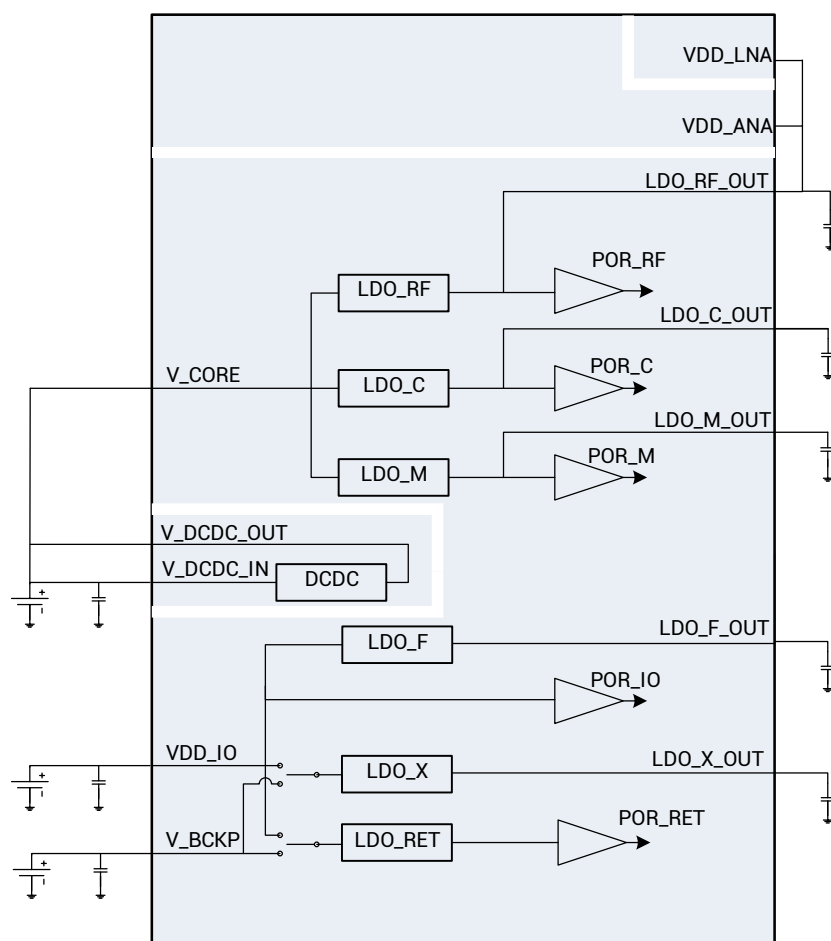 VDD_LNA
VDD_ANA
LDO_RF_OUT
POR_RF
LDO_RF
LDO_C_OUT
V_CORE
LDO_C
POR_C
LDO_M_OUT
LDO_M
POR_M
V_DCDC_OUT
V_DCDC_IN
DCDC
+
-
LDO_F
LDO_F_OUT
POR_IO
VDD_IO
LDO_X
LDO_X_OUT
+
-
V_BCKP
LDO_RET
POR_RET
+
-